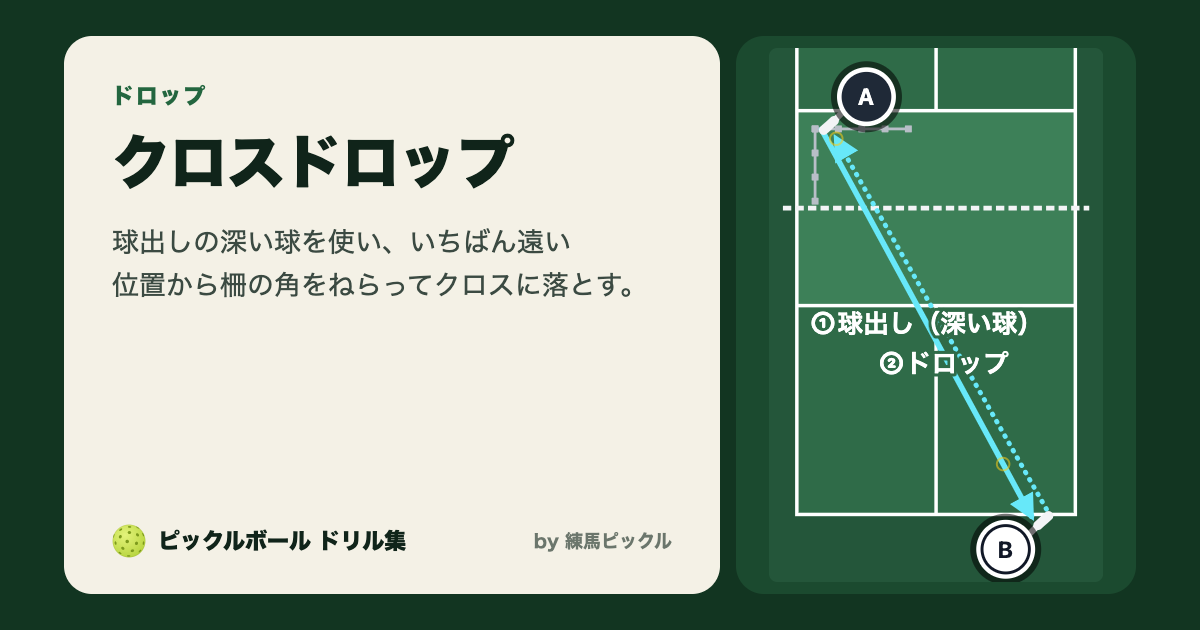 ドロップ
クロスドロップ
球出しの深い球を使い、いちばん遠い
位置から柵の角をねらってクロスに落とす。
ピックルボール ドリル集
by 練馬ピックル
A
①球出し（深い球）
②ドロップ
B